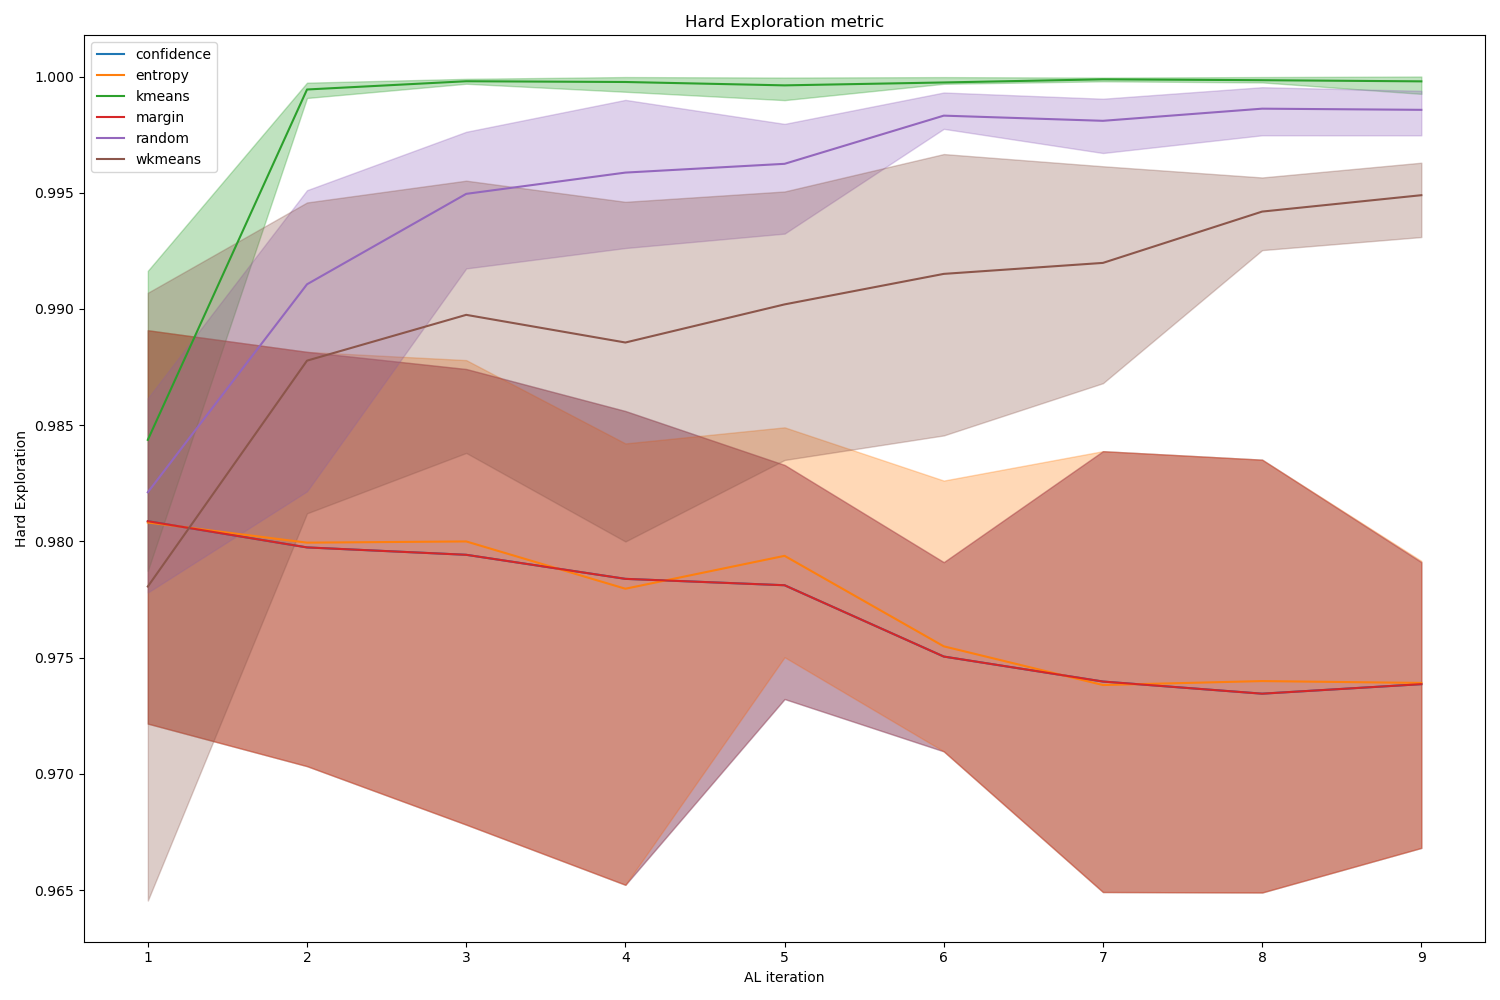 Hard Exploration metric
confidence
entropy
kmeans
margin
random
wkmeans
1.000
0.995
0.990
0.985
0.980
0.975
0.970
0.965
Hard Exploration
1 2 3 4 5 6 7 8 9
AL iteration